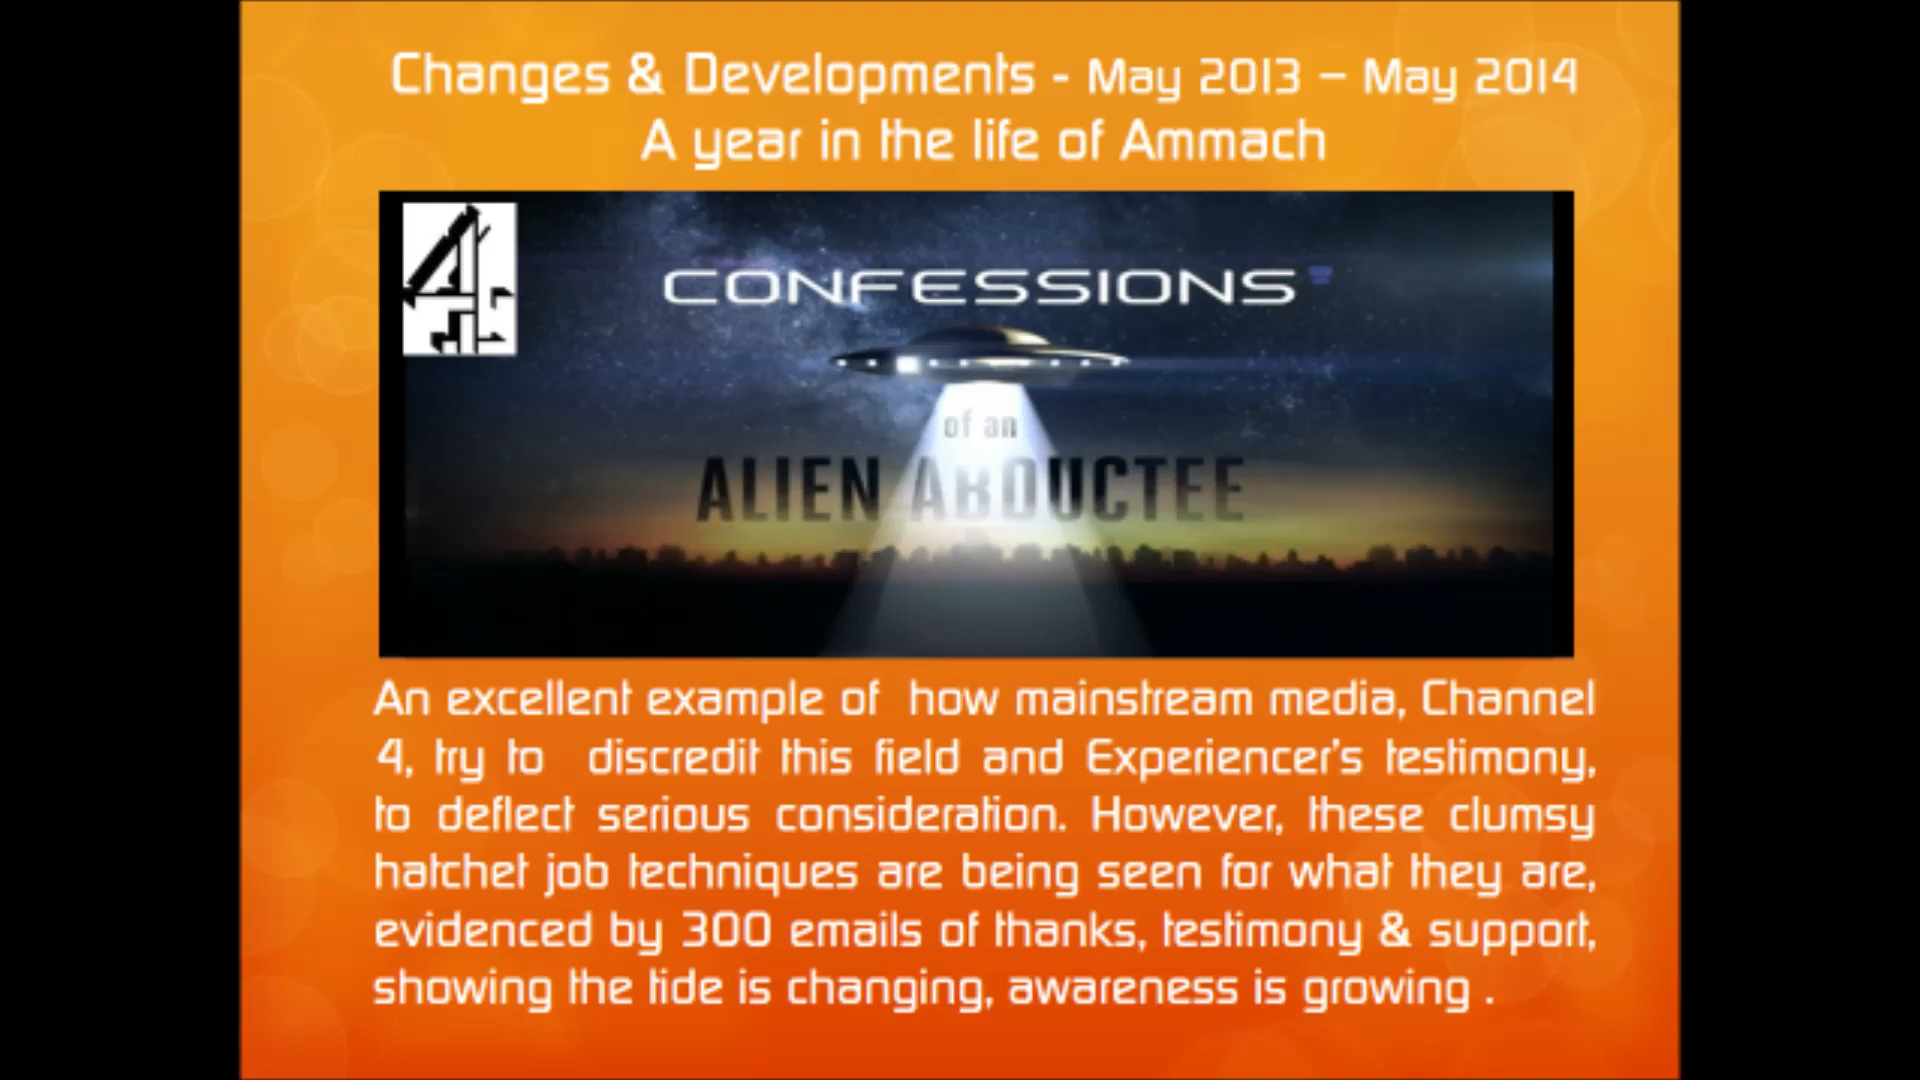 Changes & Developments - May 2013 – May 2014
A year in the life of Ammach
4
CONFESSIONS
of an
ALIEN ABDUCTEE
An excellent example of how mainstream media, Channel
4, try to discredit this field and Experiencer's testimony,
to deflect serious consideration. However, these clumsy
hatchet job techniques are being seen for what they are,
evidenced by 300 emails of thanks, testimony & support,
showing the tide is changing, awareness is growing .